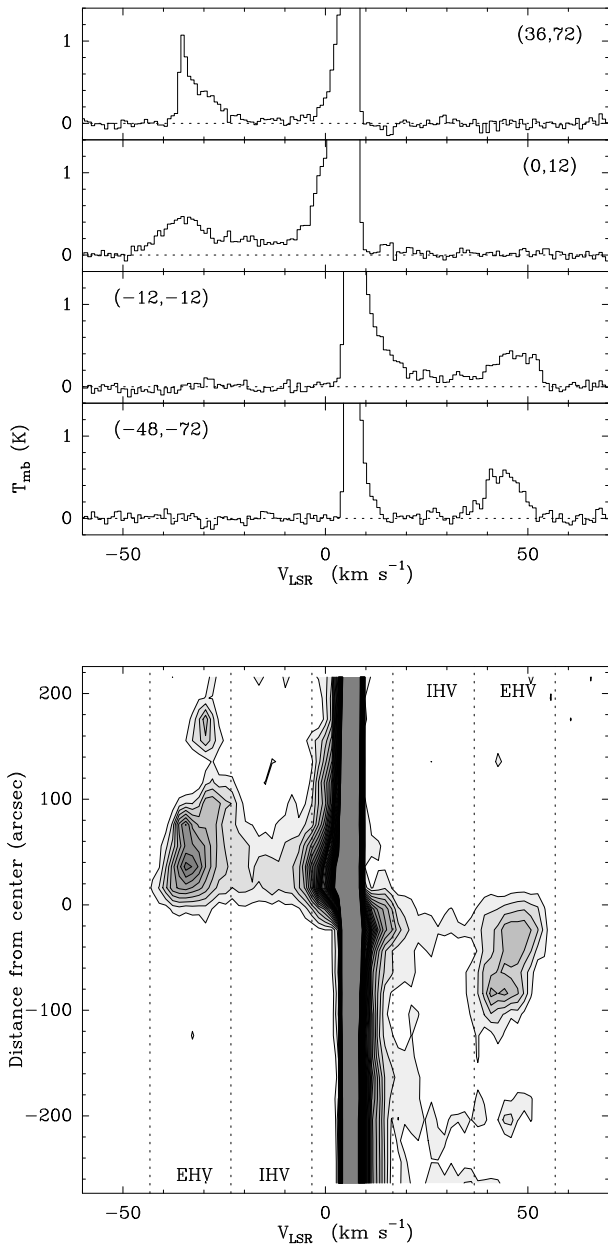 1
(36,72)
0
1
(0,12)
0
1
(−12,−12)
0
1
(−48,−72)
0
T_mb (K)
−50 0 50
V_LSR (km s⁻¹)
200
IHV EHV
100
0
−100
−200
Distance from center (arcsec)
EHV IHV
−50 0 50
V_LSR (km s⁻¹)